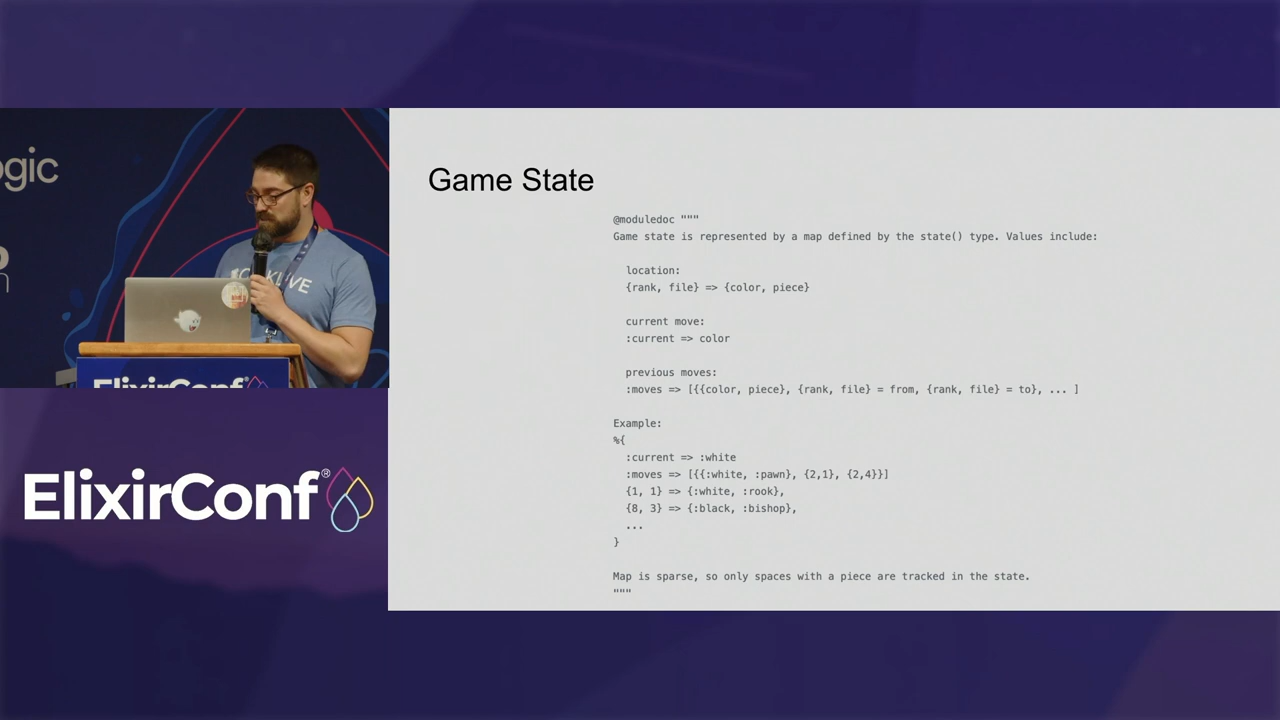 ogic
Game State
@moduledoc """
Game state is represented by a map defined by the state() type. Values include:
location:
{rank, file} => {color, piece}
current move:
:current => color
previous moves:
:moves => [{{color, piece}, {rank, file} = from, {rank, file} = to}, ... ]
Example:
%{
:current => :white
:moves => [{{:white, :pawn}, {2,1}, {2,4}}]
{1, 1} => {:white, :rook},
{8, 3} => {:black, :bishop},
...
}
Map is sparse, so only spaces with a piece are tracked in the state.
"""
ElixirConf
ElixirConf®